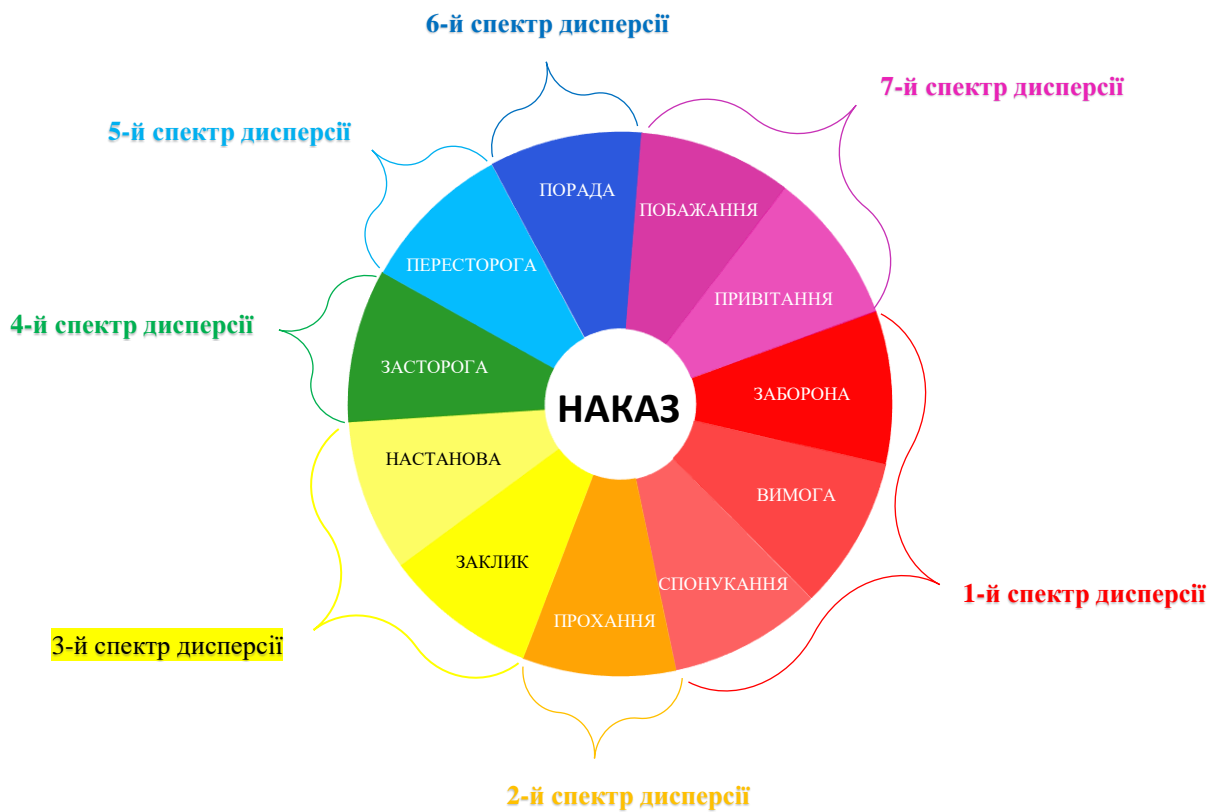 6-й спектр дисперсії
7-й спектр дисперсії
5-й спектр дисперсії
ПОРАДА
ПОБАЖАННЯ
ПЕРЕСТОРОГА
ПРИВІТАННЯ
4-й спектр дисперсії
ЗАСТОРОГА
ЗАБОРОНА
НАКАЗ
НАСТАНОВА
ВИМОГА
ЗАКЛИК
СПОНУКАННЯ
1-й спектр дисперсії
ПРОХАННЯ
3-й спектр дисперсії
2-й спектр дисперсії